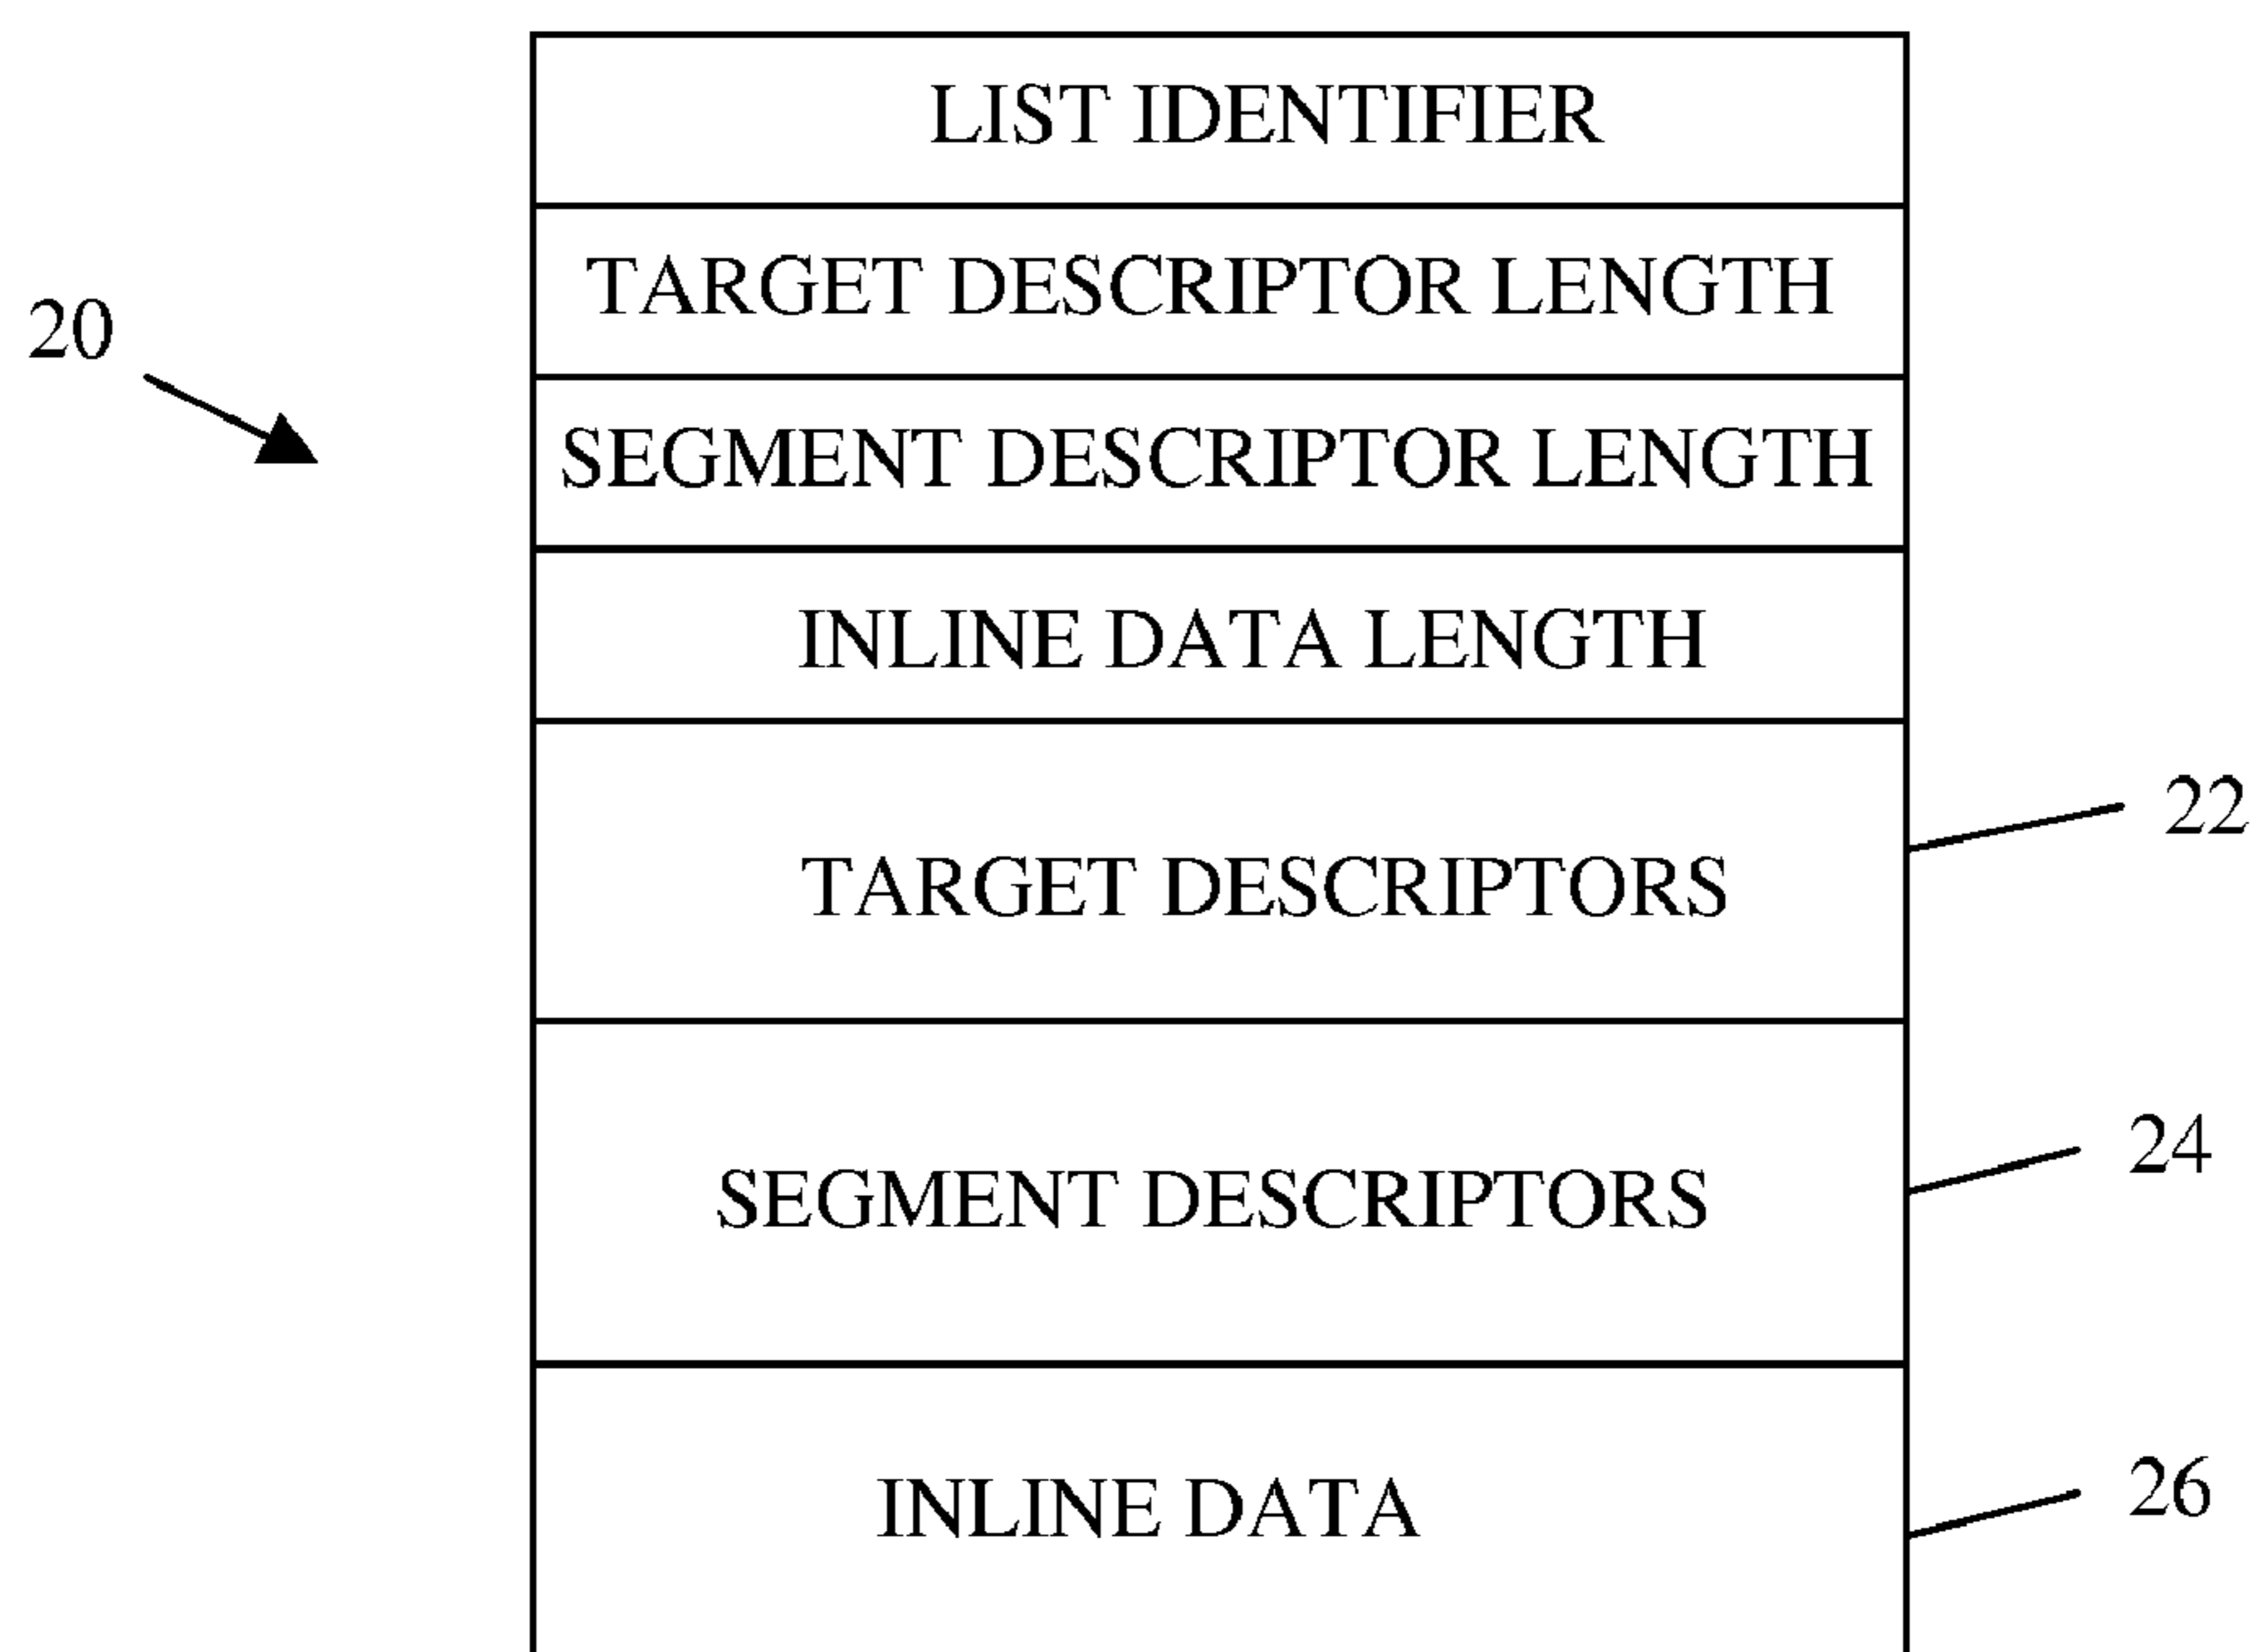 LIST IDENTIFIER
TARGET DESCRIPTOR LENGTH
20
SEGMENT DESCRIPTOR LENGTH
INLINE DATA LENGTH
22
TARGET DESCRIPTORS
24
SEGMENT DESCRIPTORS
26
INLINE DATA